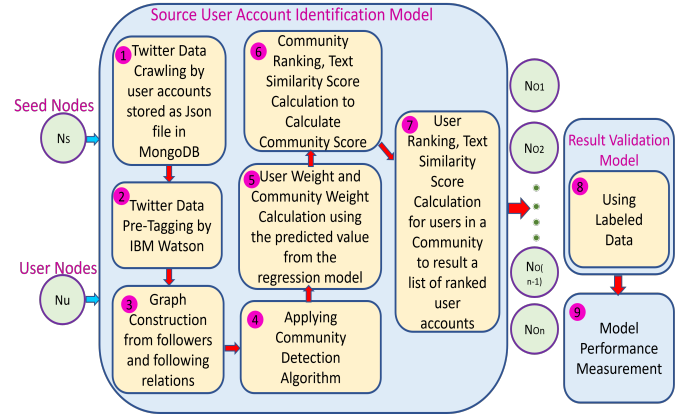 Source User Account Identification Model
Seed Nodes
Ns
User Nodes
Nu
1
Twitter Data
Crawling by
user accounts
stored as Json
file in
MongoDB
2
Twitter Data
Pre-Tagging by
IBM Watson
3
Graph
Construction
from followers
and following
relations
4
Applying
Community
Detection
Algorithm
5
User Weight and
Community Weight
Calculation using
the predicted value
from the
regression model
6
Community
Ranking, Text
Similarity Score
Calculation to
Calculate
Community Score
7
User
Ranking, Text
Similarity
Score
Calculation
for users in a
Community
to result a
list of ranked
user
accounts
No1
No2
No(
n-1)
Non
Result Validation
Model
8
Using
Labeled
Data
9
Model
Performance
Measurement